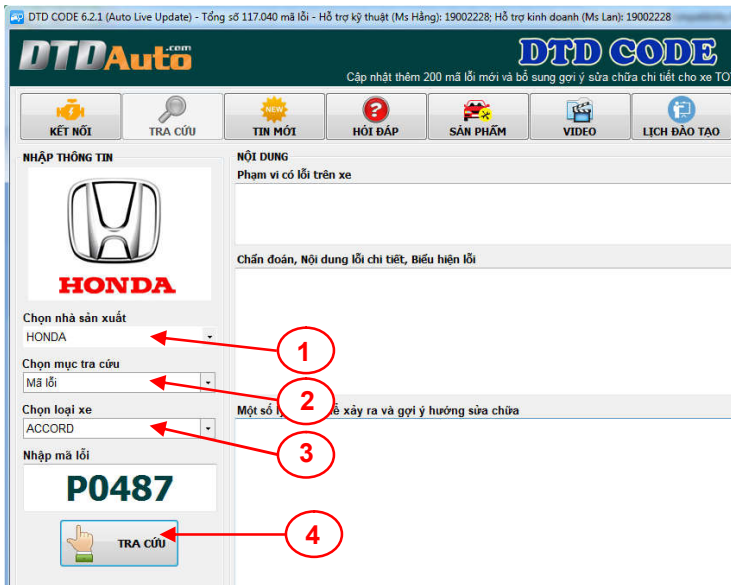 DTD CODE 6.2.1 (Auto Live Update) - Tổng số 117.040 mã lỗi - Hỗ trợ kỹ thuật (Ms Hằng): 19002228; Hỗ trợ kinh doanh (Ms Lan): 19002228
DTDAuto.com
DTD CODE
Cập nhật thêm 200 mã lỗi mới và bổ sung gợi ý sửa chữa chi tiết cho xe TOY
KẾT NỐI
TRA CỨU
NEW
TIN MỚI
HỎI ĐÁP
SẢN PHẨM
VIDEO
LỊCH ĐÀO TẠO
NHẬP THÔNG TIN
HONDA
Chọn nhà sản xuất
HONDA
Chọn mục tra cứu
Mã lỗi
Chọn loại xe
ACCORD
Nhập mã lỗi
P0487
TRA CỨU
NỘI DUNG
Phạm vi có lỗi trên xe
Chẩn đoán, Nội dung lỗi chi tiết, Biểu hiện lỗi
Một số xảy ra và gợi ý hướng sửa chữa
1
2
3
4